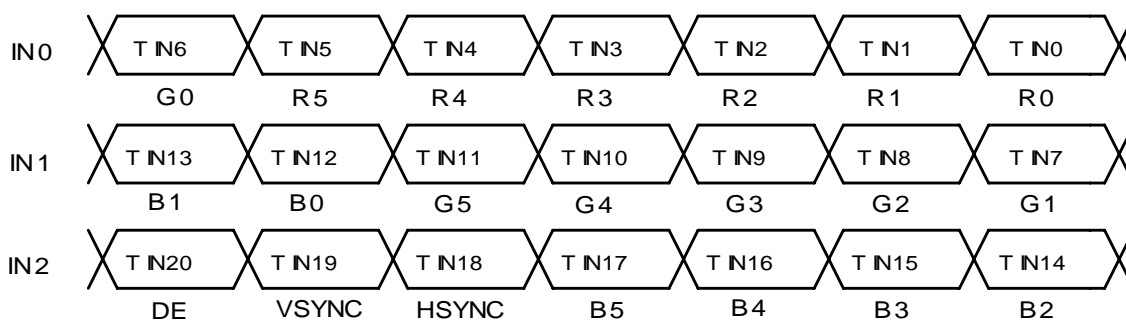 IN0 TIN6 TIN5 TIN4 TIN3 TIN2 TIN1 TIN0
G0 R5 R4 R3 R2 R1 R0
IN1 TIN13 TIN12 TIN11 TIN10 TIN9 TIN8 TIN7
B1 B0 G5 G4 G3 G2 G1
IN2 TIN20 TIN19 TIN18 TIN17 TIN16 TIN15 TIN14
DE VSYNC HSYNC B5 B4 B3 B2